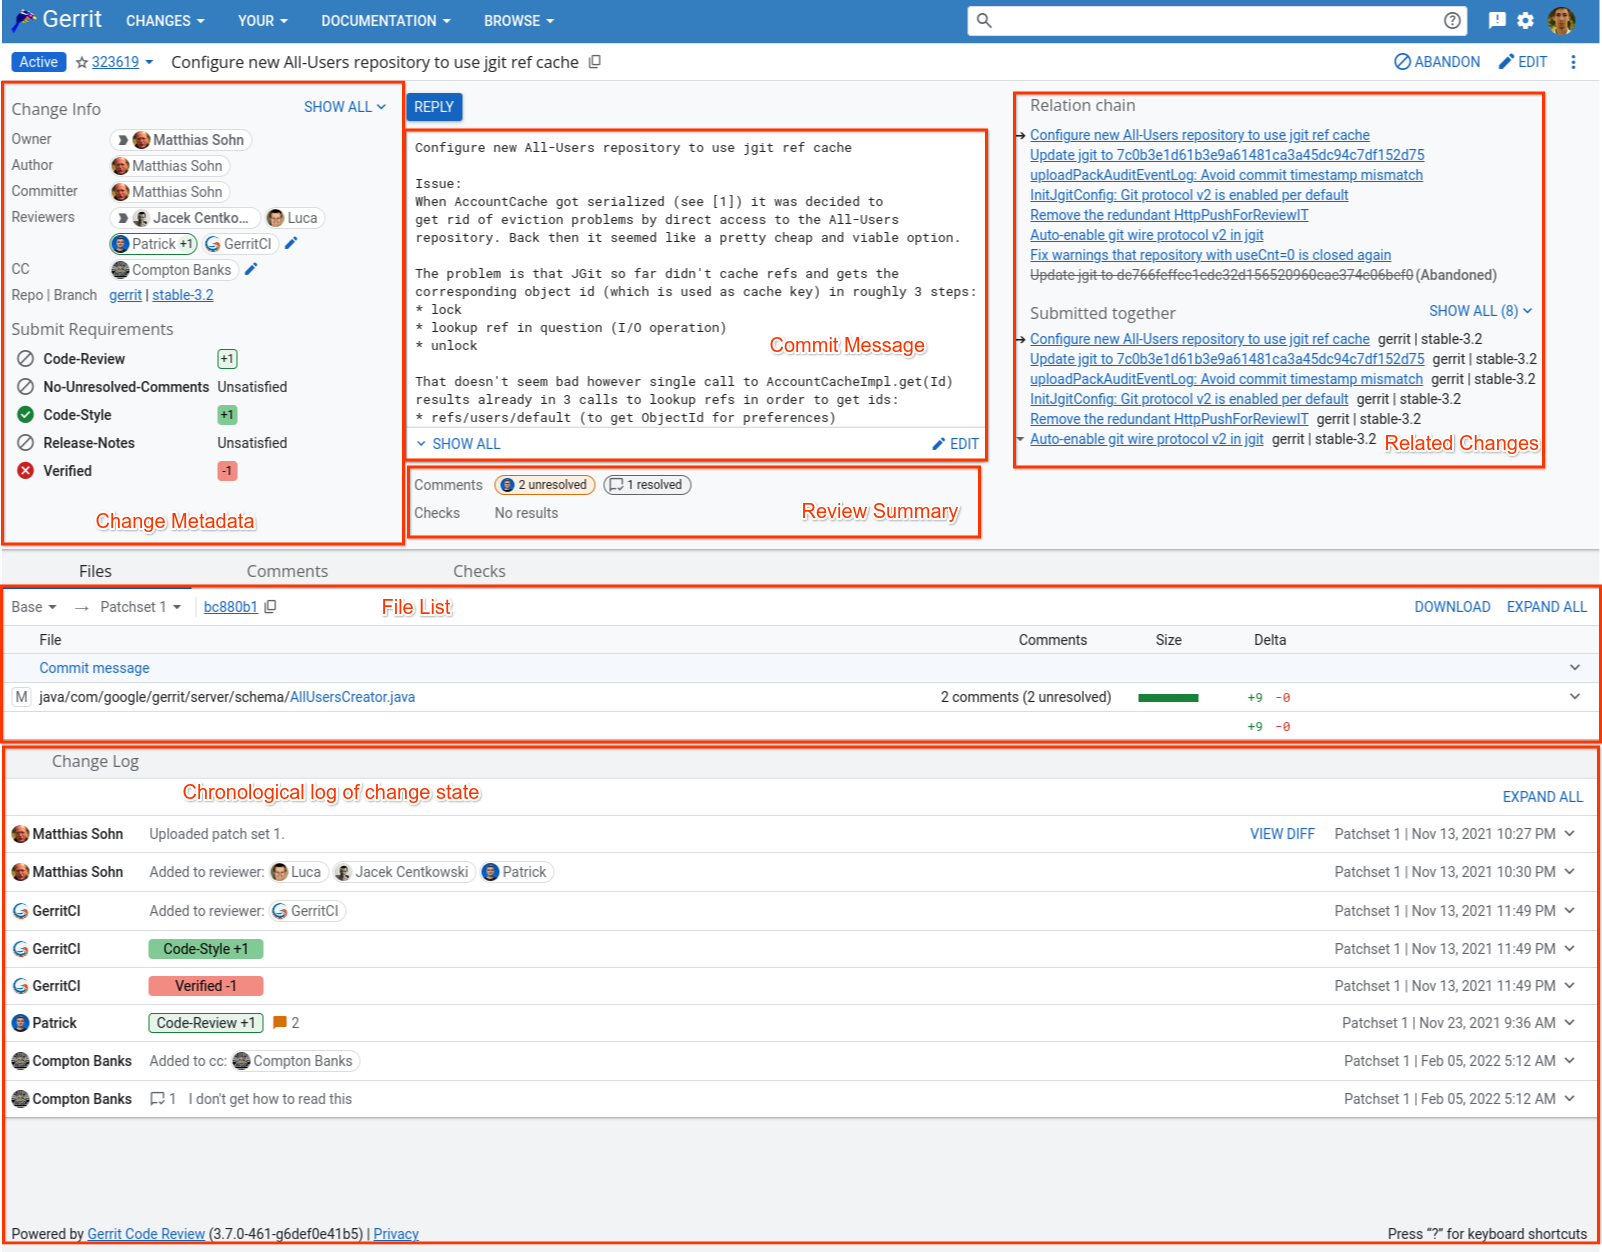 Gerrit CHANGES YOUR DOCUMENTATION BROWSE
Active 323619 Configure new All-Users repository to use jgit ref cache ABANDON EDIT
Change Info SHOW ALL
Owner Matthias Sohn
Author Matthias Sohn
Committer Matthias Sohn
Reviewers Jacek Centko... Luca
Patrick +1 GerritCI
CC Compton Banks
Repo | Branch gerrit | stable-3.2
Submit Requirements
Code-Review +1
No-Unresolved-Comments Unsatisfied
Code-Style +1
Release-Notes Unsatisfied
Verified -1
Change Metadata
REPLY
Configure new All-Users repository to use jgit ref cache
Issue:
When AccountCache got serialized (see [1]) it was decided to
get rid of eviction problems by direct access to the All-Users
repository. Back then it seemed like a pretty cheap and viable option.
The problem is that JGit so far didn't cache refs and gets the
corresponding object id (which is used as cache key) in roughly 3 steps:
* lock
* lookup ref in question (I/O operation)
* unlock
Commit Message
That doesn't seem bad however single call to AccountCacheImpl.get(Id)
results already in 3 calls to lookup refs in order to get ids:
* refs/users/default (to get ObjectId for preferences)
SHOW ALL EDIT
Comments 2 unresolved 1 resolved
Checks No results
Review Summary
Relation chain
Configure new All-Users repository to use jgit ref cache
Update jgit to 7c0b3e1d61b3e9a61481ca3a45dc94c7df152d75
uploadPackAuditEventLog: Avoid commit timestamp mismatch
InitJgitConfig: Git protocol v2 is enabled per default
Remove the redundant HttpPushForReviewIT
Auto-enable git wire protocol v2 in jgit
Fix warnings that repository with useCnt=0 is closed again
Update jgit to (Abandoned)
Submitted together SHOW ALL (8)
Configure new All-Users repository to use jgit ref cache gerrit | stable-3.2
Update jgit to 7c0b3e1d61b3e9a61481ca3a45dc94c7df152d75 gerrit | stable-3.2
uploadPackAuditEventLog: Avoid commit timestamp mismatch gerrit | stable-3.2
InitJgitConfig: Git protocol v2 is enabled per default gerrit | stable-3.2
Remove the redundant HttpPushForReviewIT gerrit | stable-3.2
Auto-enable git wire protocol v2 in jgit gerrit | stable-3.2
Related Changes
Files Comments Checks
Base → Patchset 1 bc880b1 File List DOWNLOAD EXPAND ALL
File Comments Size Delta
Commit message
M java/com/google/gerrit/server/schema/AllUsersCreator.java 2 comments (2 unresolved) +9 -0
+9 -0
Change Log
Chronological log of change state
EXPAND ALL
Matthias Sohn Uploaded patch set 1. VIEW DIFF Patchset 1 | Nov 13, 2021 10:27 PM
Matthias Sohn Added to reviewer: Luca Jacek Centkowski Patrick Patchset 1 | Nov 13, 2021 10:30 PM
GerritCI Added to reviewer: GerritCI Patchset 1 | Nov 13, 2021 11:49 PM
GerritCI Code-Style +1 Patchset 1 | Nov 13, 2021 11:49 PM
GerritCI Verified -1 Patchset 1 | Nov 13, 2021 11:49 PM
Patrick Code-Review +1 2 Patchset 1 | Nov 23, 2021 9:36 AM
Compton Banks Added to cc: Compton Banks Patchset 1 | Feb 05, 2022 5:12 AM
Compton Banks 1 I don't get how to read this Patchset 1 | Feb 05, 2022 5:12 AM
Powered by Gerrit Code Review (3.7.0-461-g6def0e41b5) | Privacy Press “?” for keyboard shortcuts